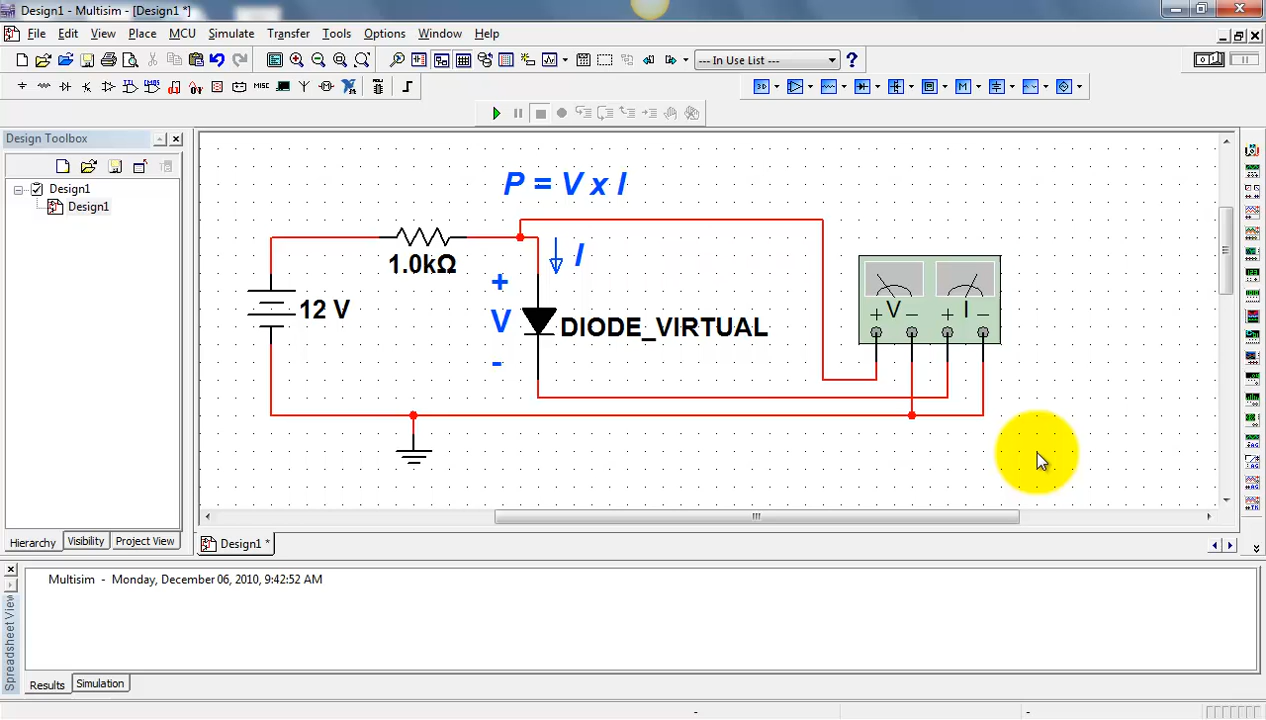 Design1 - Multisim - [Design1 *]
File Edit View Place MCU Simulate Transfer Tools Options Window Help
--- In Use List --- ?
MISC
Design Toolbox
Design1
Design1
P = V x I
I
1.0kΩ
+
12 V
V
DIODE_VIRTUAL
-
V I
+ - + -
Hierarchy Visibility Project View
Design1 *
Multisim - Monday, December 06, 2010, 9:42:52 AM
Spreadsheet View
Results Simulation
- -